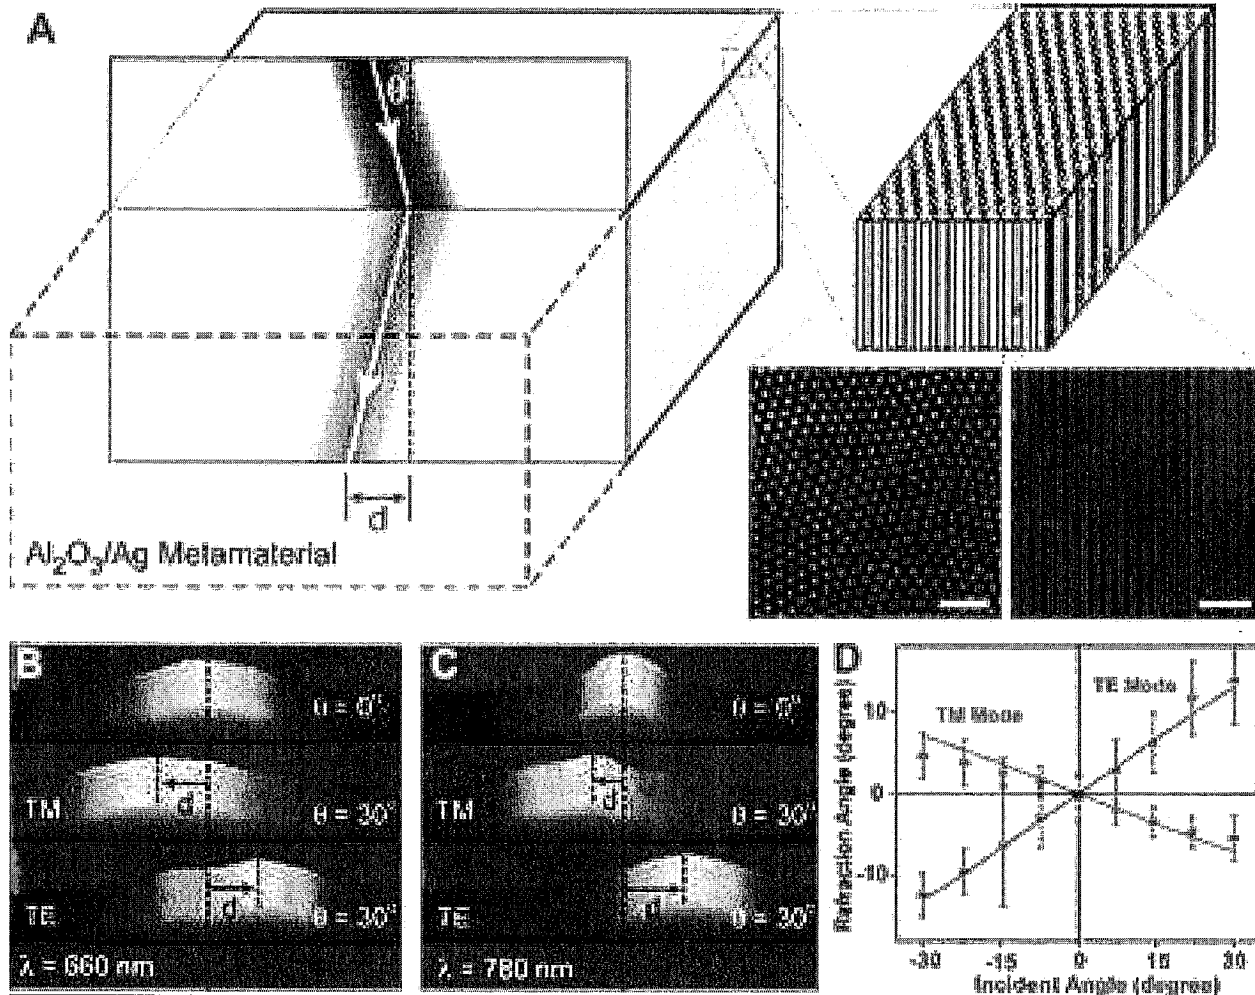 A
θ
d
Al₂O₃/Ag Metamaterial
B
θ = 0°
d
TM
θ = 30°
d
TE
θ = 30°
λ = 660 nm
C
θ = 0°
d
TM
θ = 30°
d
TE
θ = 30°
λ = 780 nm
D
TE Mode
TM Mode
Refraction Angle (degree)
10
0
-10
-30
-15
0
15
30
Incident Angle (degree)